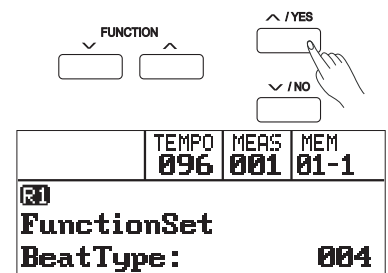 FUNCTION
∧ / YES
∨ / NO
TEMPO MEAS MEM
096 001 01-1
R1
FunctionSet
BeatType: 004